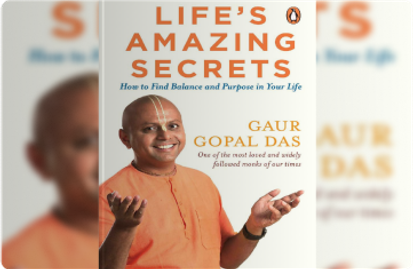 LIFE'S
AMAZING
SECRETS
How to Find Balance and Purpose in Your Life
GAUR
GOPAL DAS
One of the most loved and widely
followed monks of our times